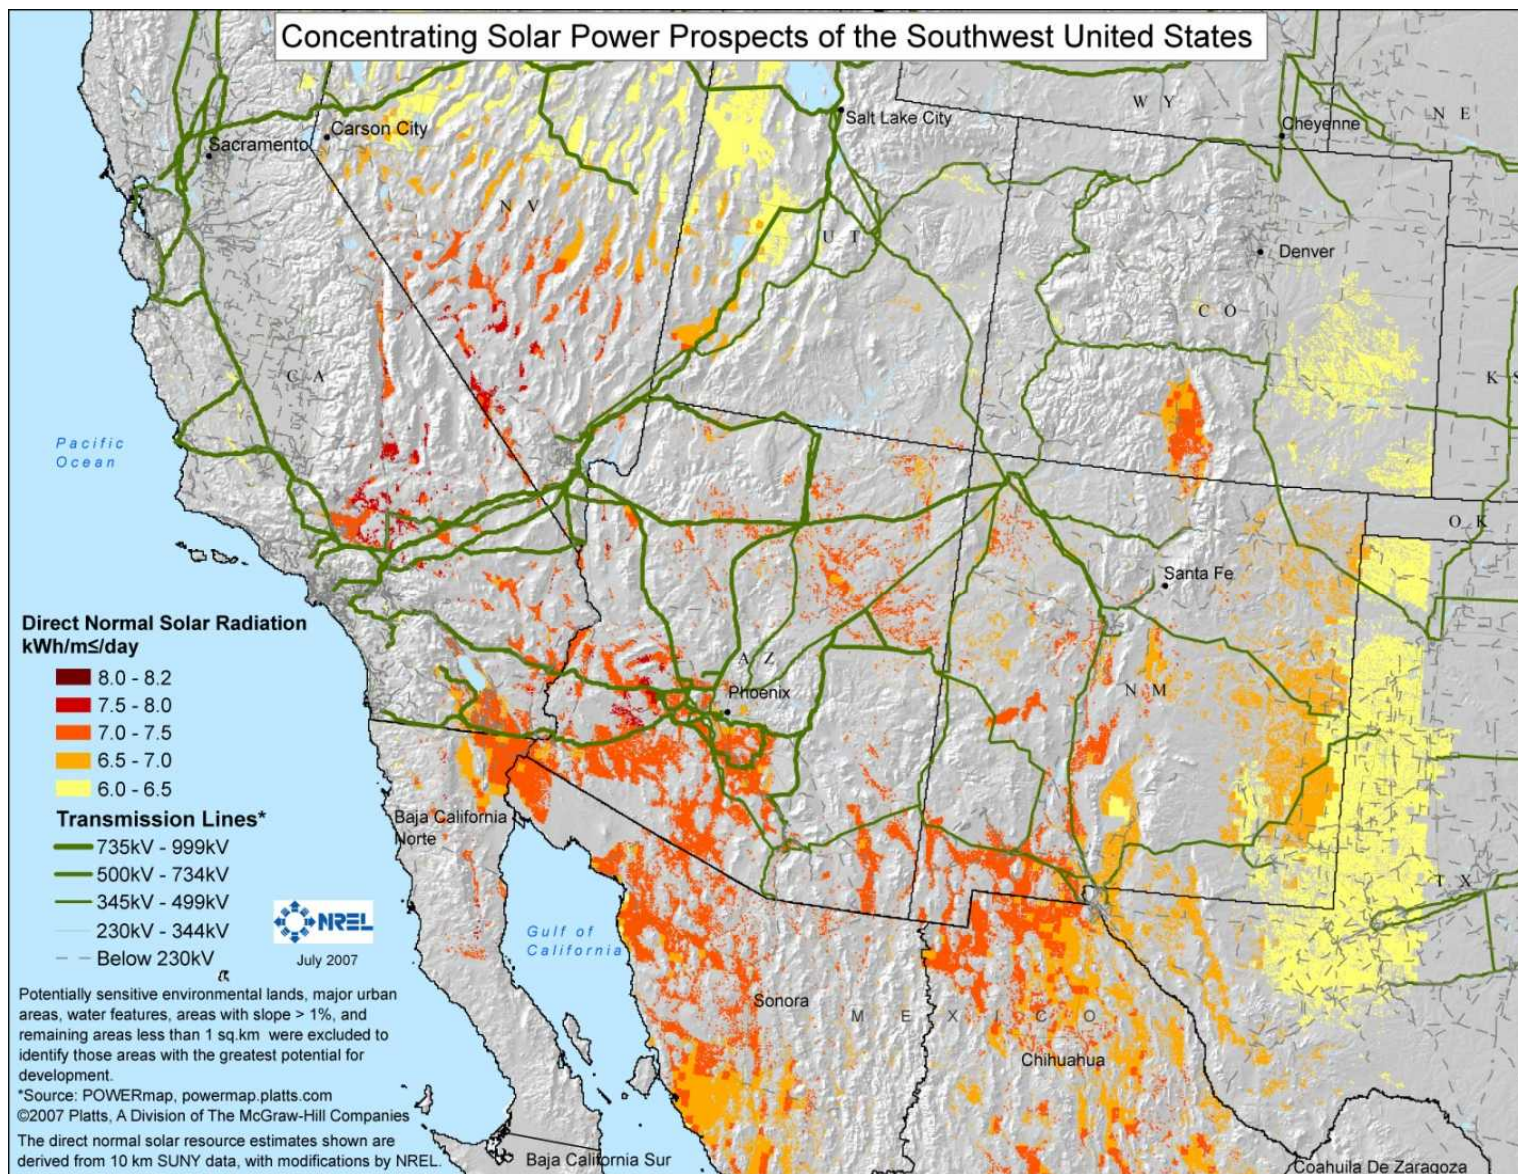 Concentrating Solar Power Prospects of the Southwest United States
W Y
N E
Salt Lake City
Cheyenne
Carson City
Sacramento
N V
U T
Denver
C O
C A
K S
Pacific
Ocean
O K
Santa Fe
A Z
Phoenix
N M
T X
Direct Normal Solar Radiation
kWh/m≤/day
8.0 - 8.2
7.5 - 8.0
7.0 - 7.5
6.5 - 7.0
6.0 - 6.5
Transmission Lines*
735kV - 999kV
500kV - 734kV
345kV - 499kV
230kV - 344kV
Below 230kV
NREL
July 2007
Baja California
Norte
Gulf of
California
Sonora
M E X I C O
Chihuahua
Potentially sensitive environmental lands, major urban
areas, water features, areas with slope > 1%, and
remaining areas less than 1 sq.km were excluded to
identify those areas with the greatest potential for
development.
*Source: POWERmap, powermap.platts.com
©2007 Platts, A Division of The McGraw-Hill Companies
The direct normal solar resource estimates shown are
derived from 10 km SUNY data, with modifications by NREL.
Baja California Sur
Coahuila De Zaragoza